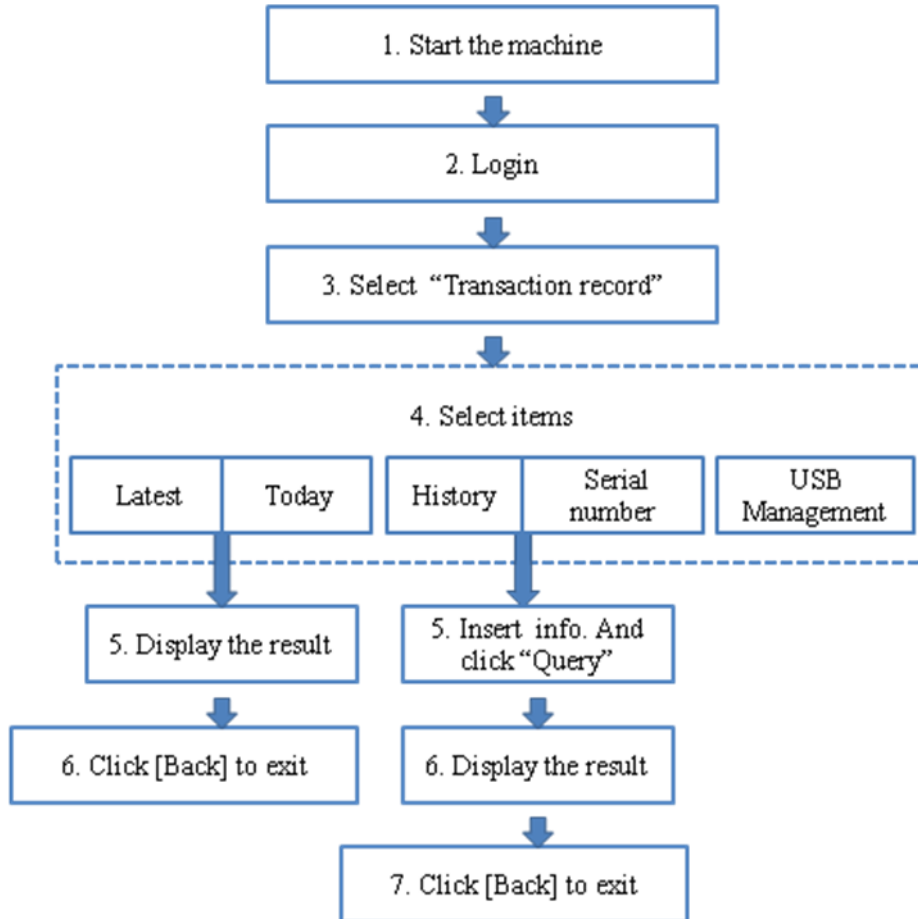 1. Start the machine
2. Login
3. Select “Transaction record”
4. Select items
Latest
Today
History
Serial
number
USB
Management
5. Display the result
5. Insert info. And
click “Query”
6. Click [Back] to exit
6. Display the result
7. Click [Back] to exit